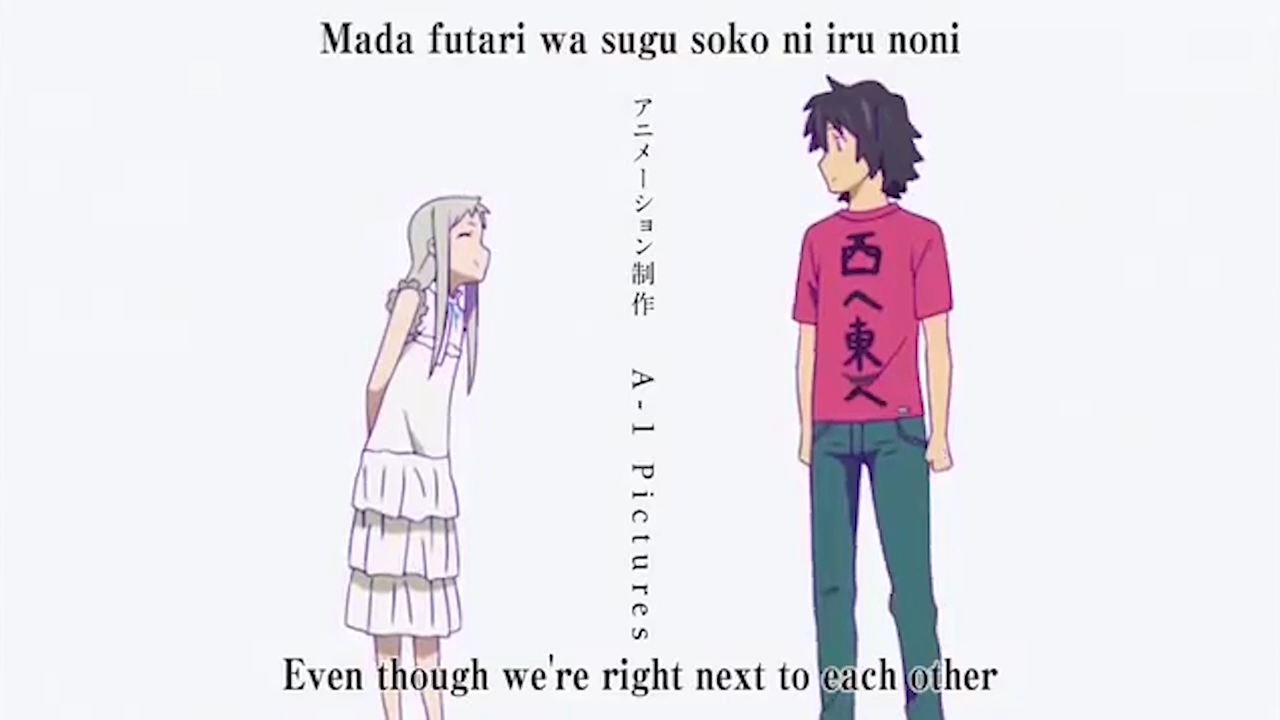 Mada futari wa sugu soko ni iru noni
アニメーション制作 A-1 Pictures
西へ東へ
Even though we're right next to each other